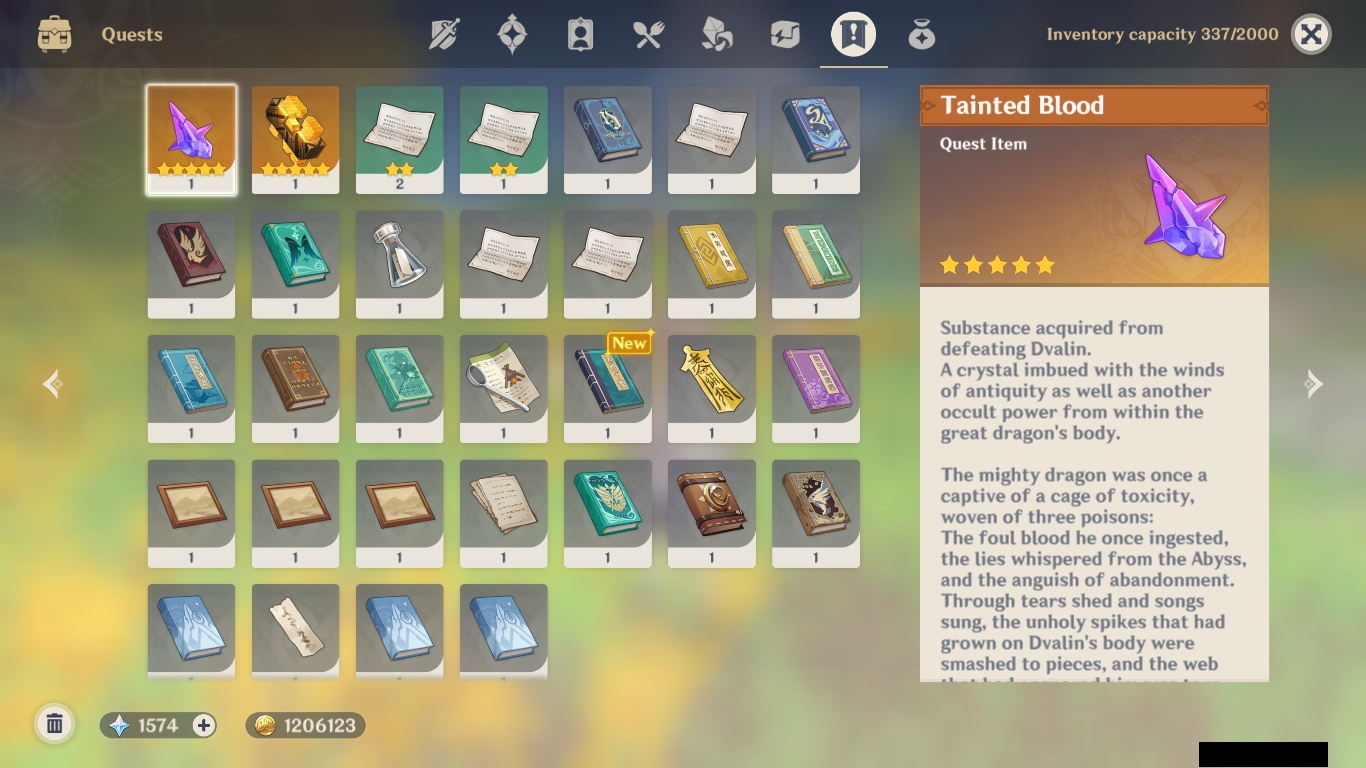 Quests
Inventory capacity 337/2000
1
1
2
1
1
1
1
1
1
1
1
1
1
1
New
1
1
1
1
1
1
1
1
1
1
1
1
1
1
Tainted Blood
Quest Item
Substance acquired from
defeating Dvalin.
A crystal imbued with the winds
of antiquity as well as another
occult power from within the
great dragon's body.
The mighty dragon was once a
captive of a cage of toxicity,
woven of three poisons:
The foul blood he once ingested,
the lies whispered from the Abyss,
and the anguish of abandonment.
Through tears shed and songs
sung, the unholy spikes that had
grown on Dvalin's body were
smashed to pieces, and the web
1574
1206123